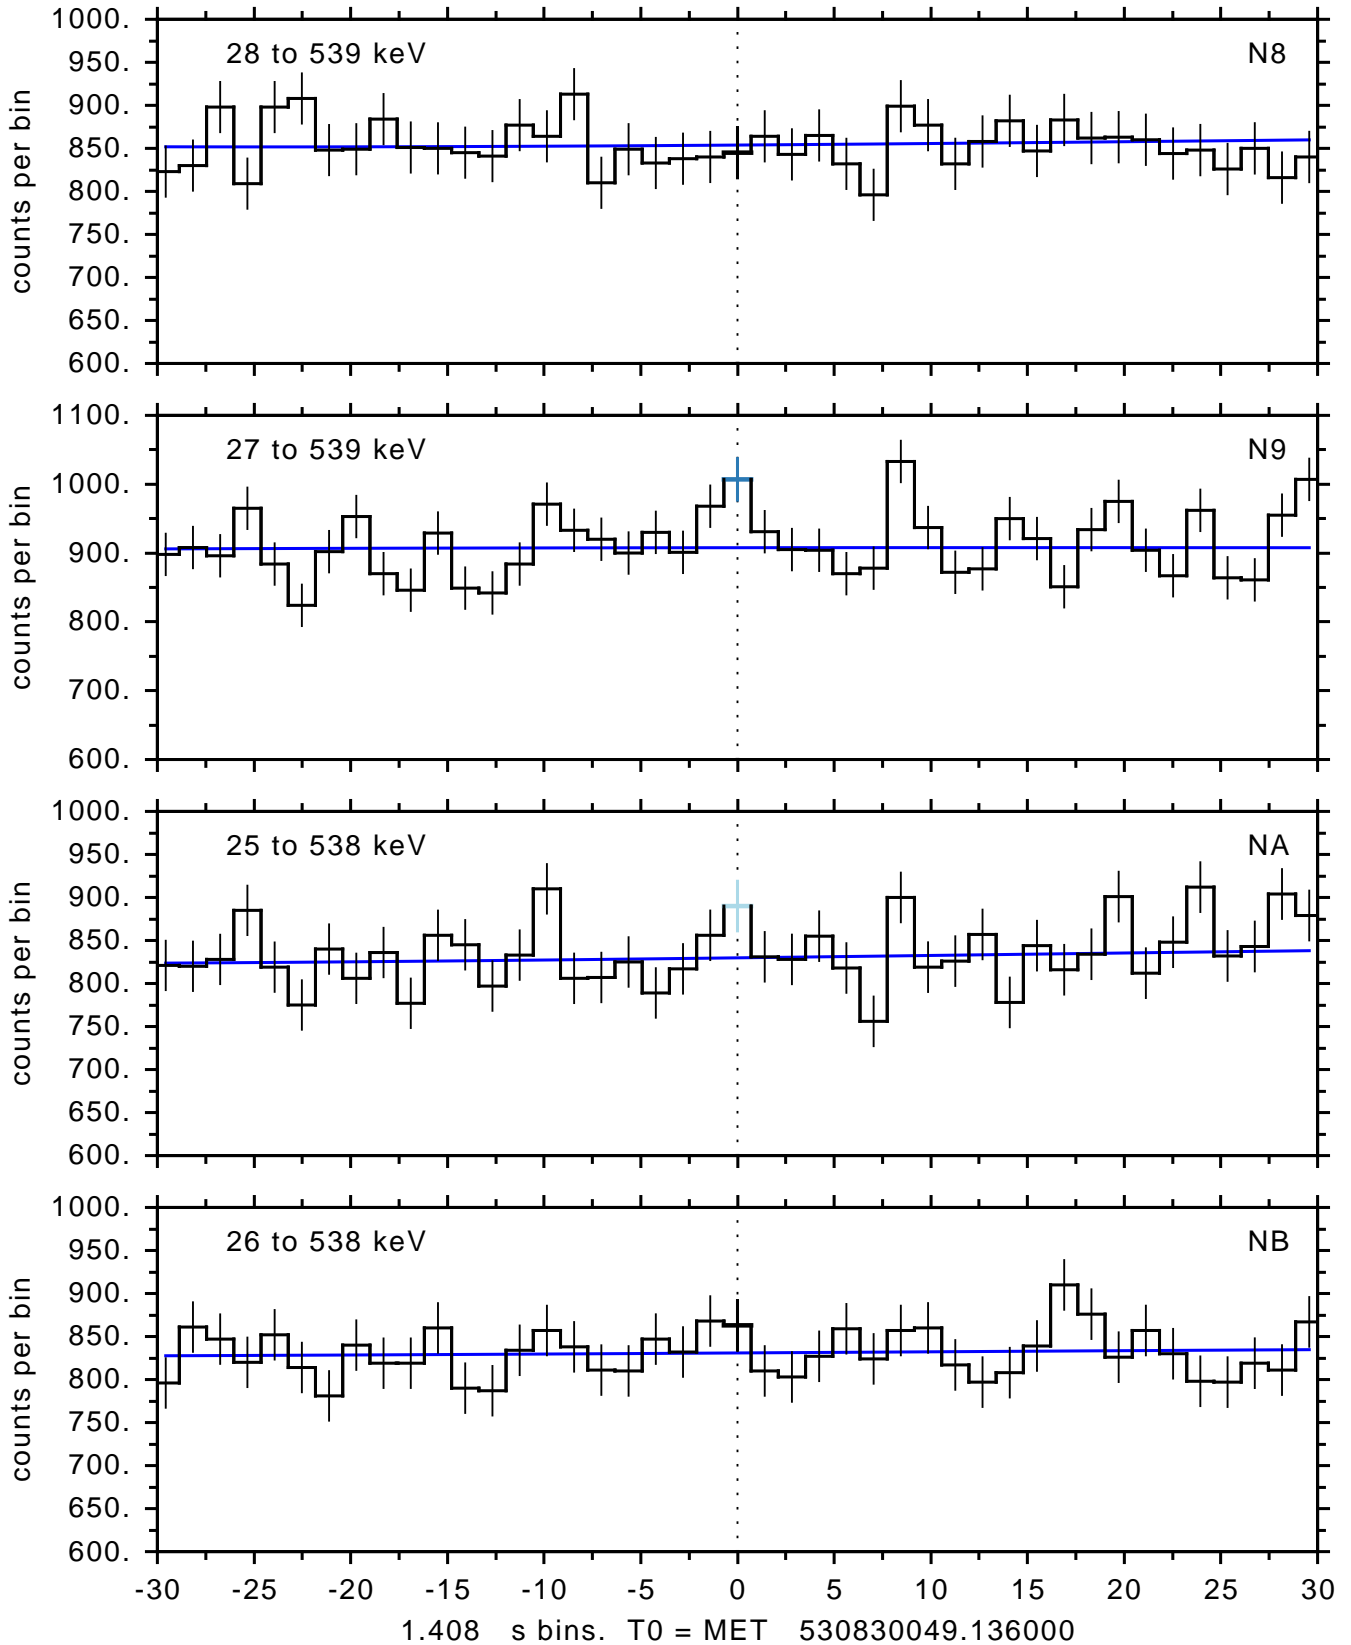 1000.
950.
900.
850.
800.
750.
700.
650.
600.
counts per bin
28 to 539 keV
N8
1100.
1000.
900.
800.
700.
600.
counts per bin
27 to 539 keV
N9
1000.
950.
900.
850.
800.
750.
700.
650.
600.
counts per bin
25 to 538 keV
NA
1000.
950.
900.
850.
800.
750.
700.
650.
600.
counts per bin
26 to 538 keV
NB
-30 -25 -20 -15 -10 -5 0 5 10 15 20 25 30
1.408 s bins. T0 = MET 530830049.136000